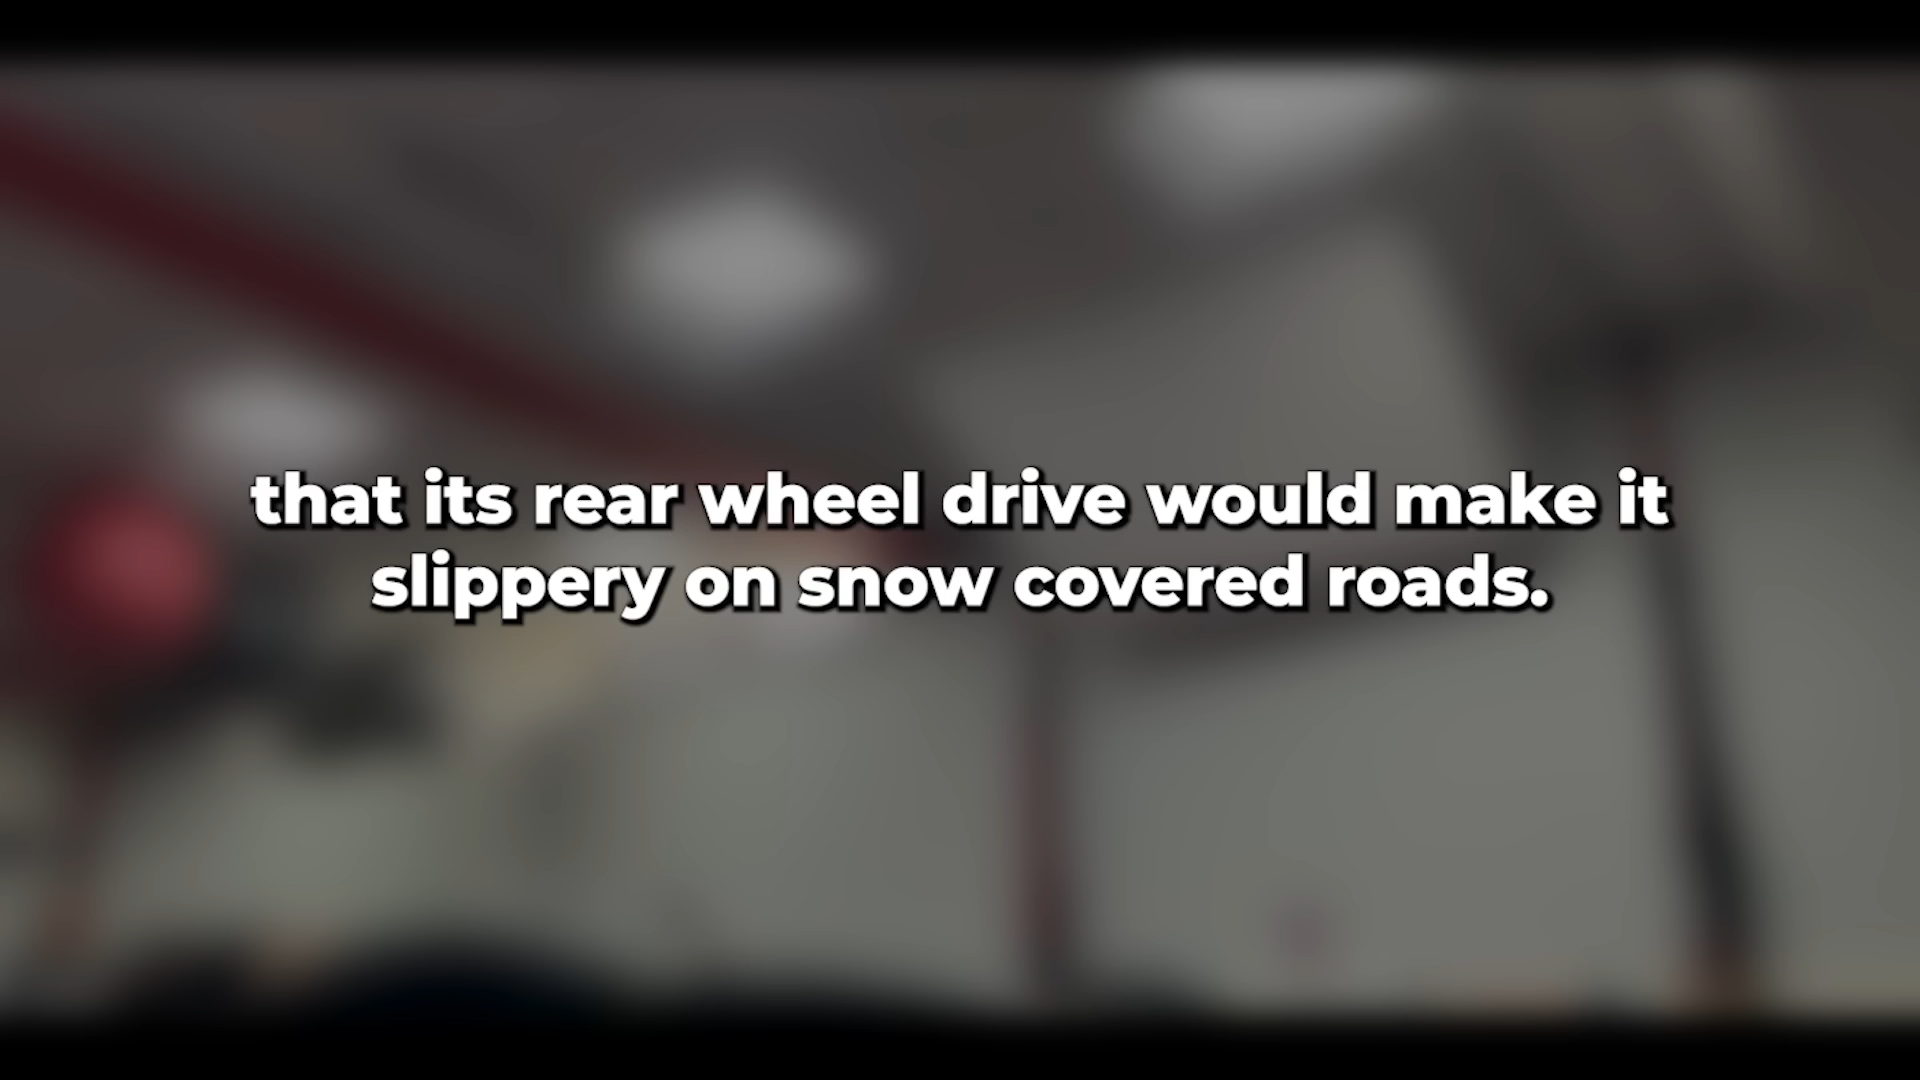 that its rear wheel drive would make it
slippery on snow covered roads.